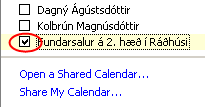 Dagný Ágústsdóttir
Kolbrún Magnúsdóttir
Fundarsalur á 2. hæð í Ráðhúsi
Open a Shared Calendar...
Share My Calendar...